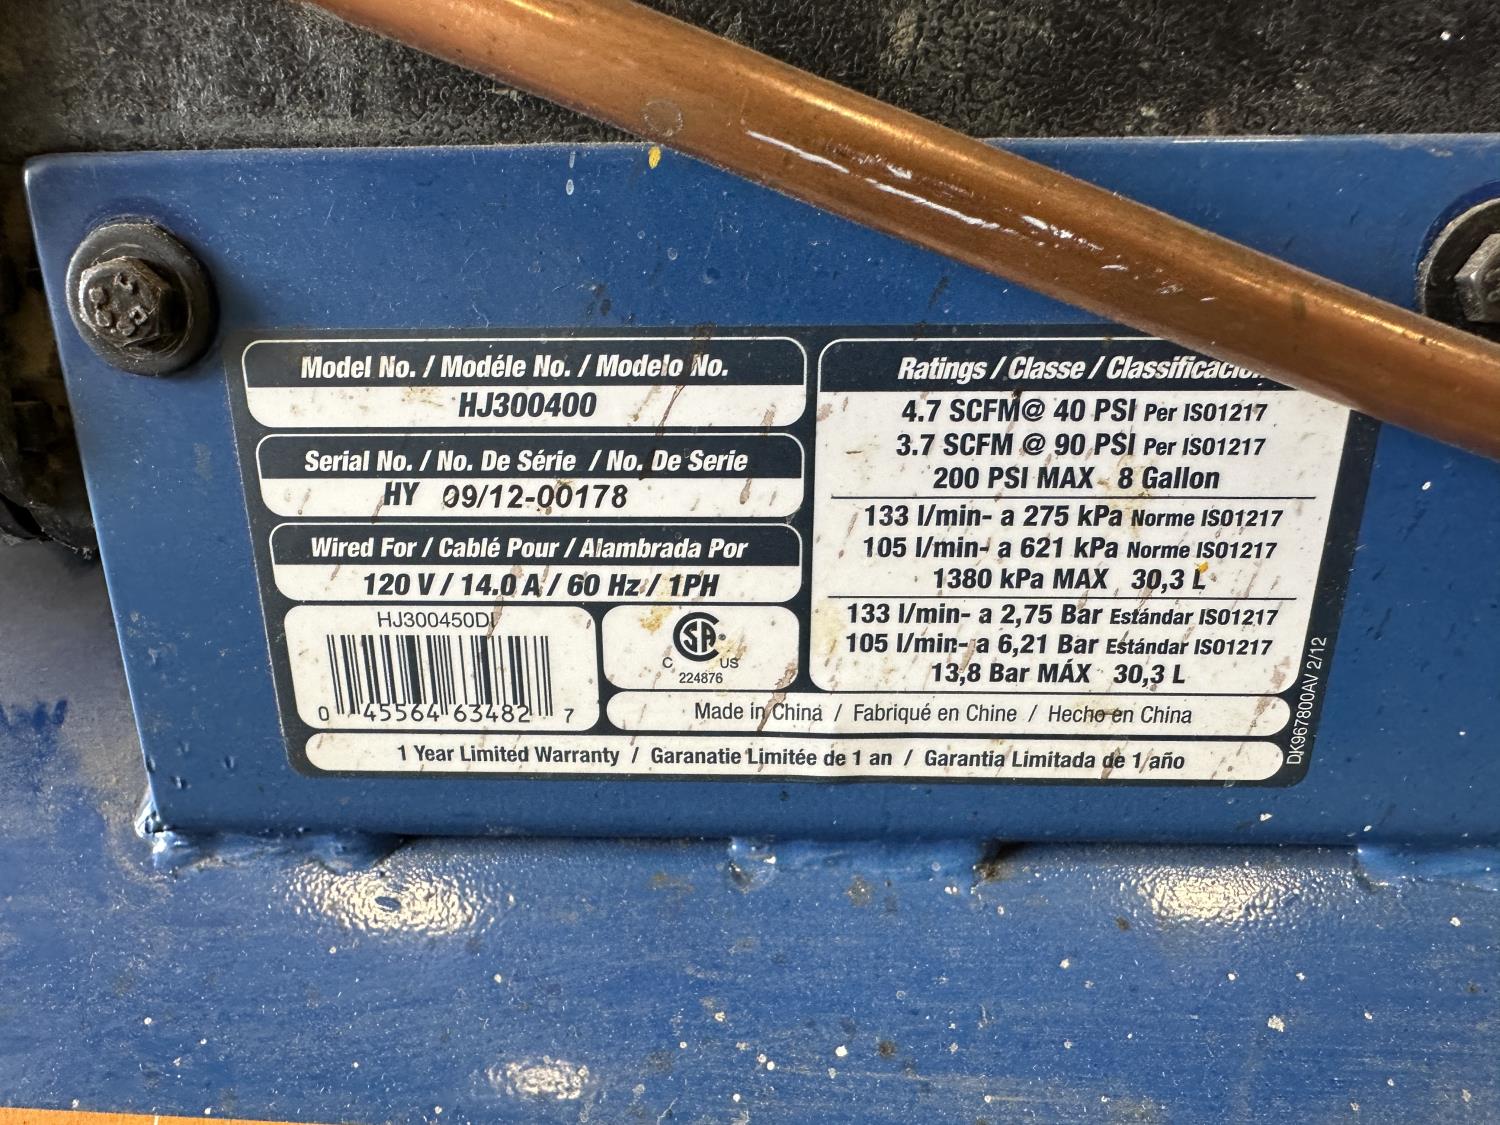 Model No. / Modéle No. / Modelo No.
HJ300400
Serial No. / No. De Série / No. De Serie
HY 09/12-00178
Wired For / Cablé Pour / Alambrada Por
120 V / 14.0 A / 60 Hz / 1PH
HJ300450DI
0 45564 63482 7
CSA®
C US
224876
Ratings / Classe /
4.7 SCFM@ 40 PSI Per ISO1217
3.7 SCFM @ 90 PSI Per ISO1217
200 PSI MAX 8 Gallon
133 l/min- a 275 kPa Norme ISO1217
105 l/min- a 621 kPa Norme ISO1217
1380 kPa MAX 30,3 L
133 l/min- a 2,75 Bar Estándar ISO1217
105 l/min- a 6,21 Bar Estándar ISO1217
13,8 Bar MÁX 30,3 L
Made in China / Fabriqué en Chine / Hecho en China
1 Year Limited Warranty / Garanatie Limitée de 1 an / Garantia Limitada de 1 año
DK967800AV 2/12